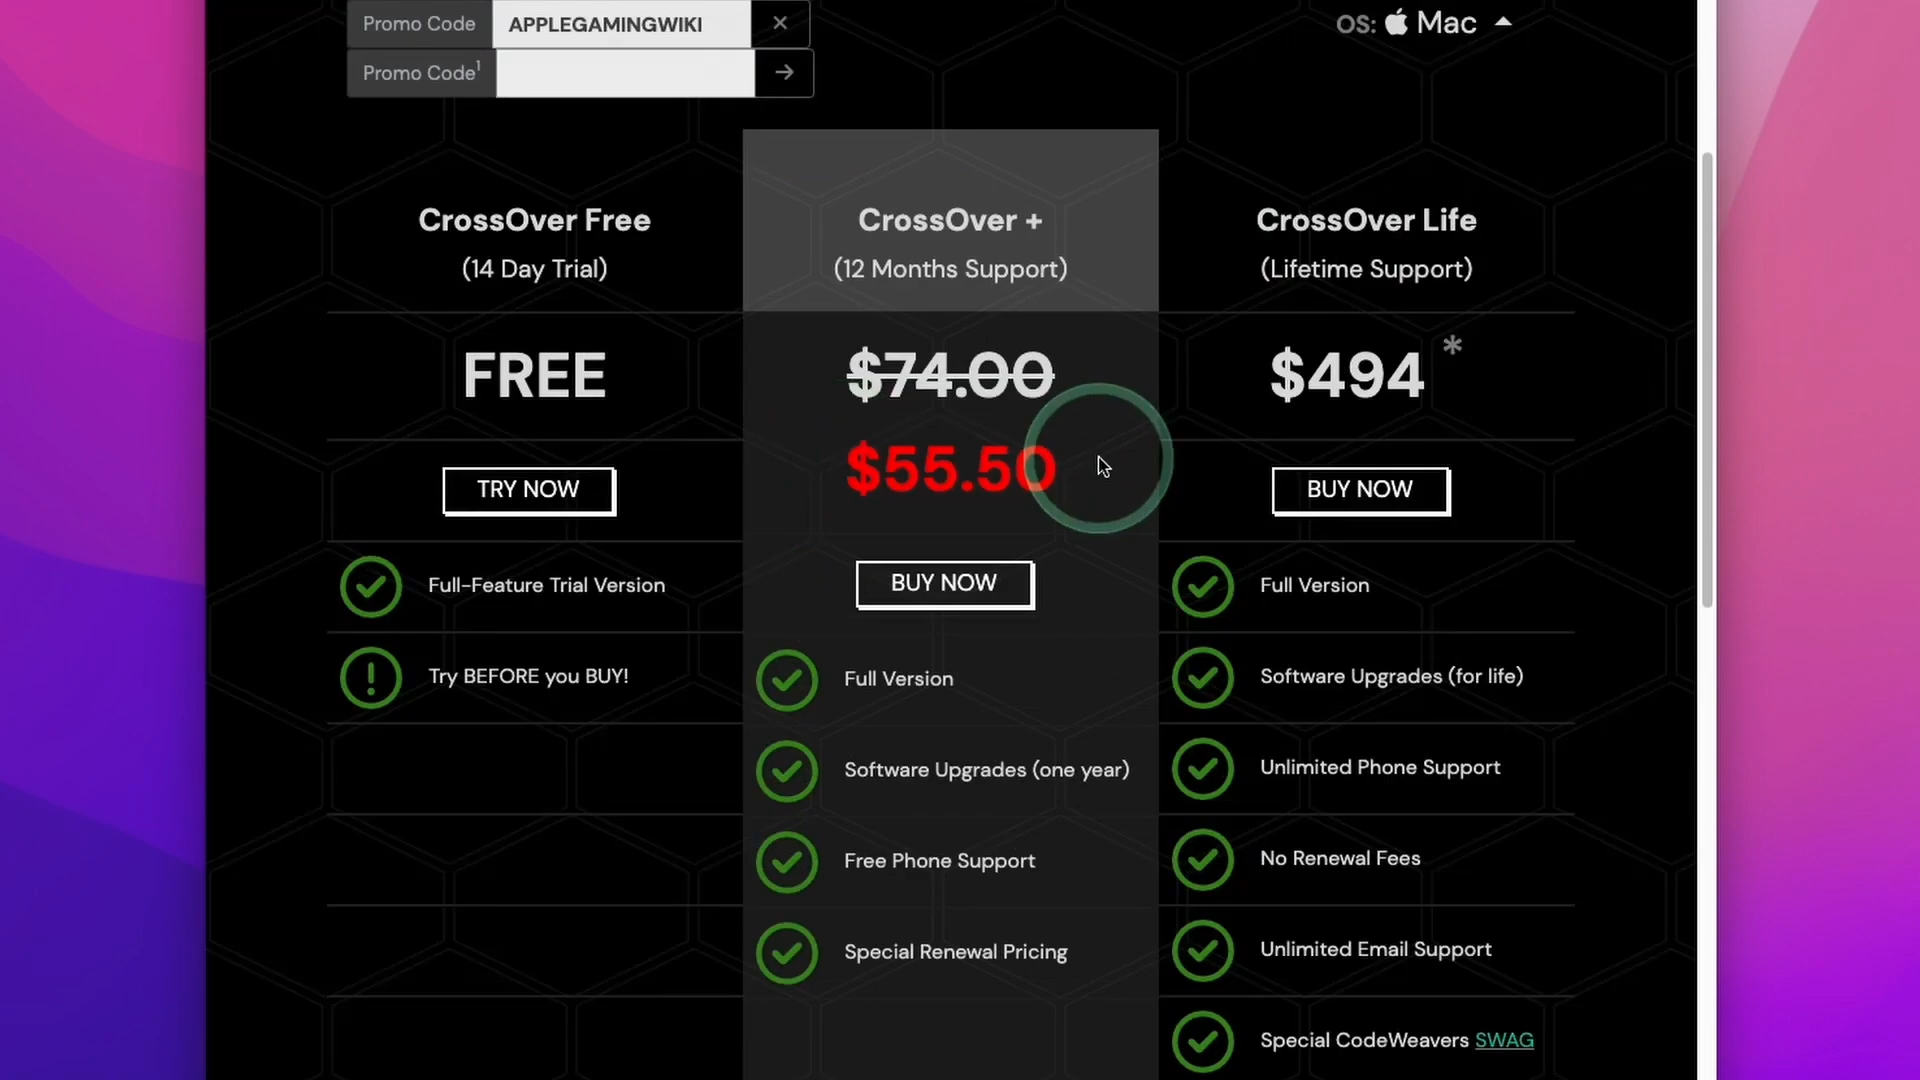 Promo Code APPLEGAMINGWIKI ×
OS: Mac
Promo Code¹ →
CrossOver Free
(14 Day Trial)
FREE
TRY NOW
Full-Feature Trial Version
Try BEFORE you BUY!
CrossOver +
(12 Months Support)
$74.00
$55.50
BUY NOW
Full Version
Software Upgrades (one year)
Free Phone Support
Special Renewal Pricing
CrossOver Life
(Lifetime Support)
$494 *
BUY NOW
Full Version
Software Upgrades (for life)
Unlimited Phone Support
No Renewal Fees
Unlimited Email Support
Special CodeWeavers SWAG